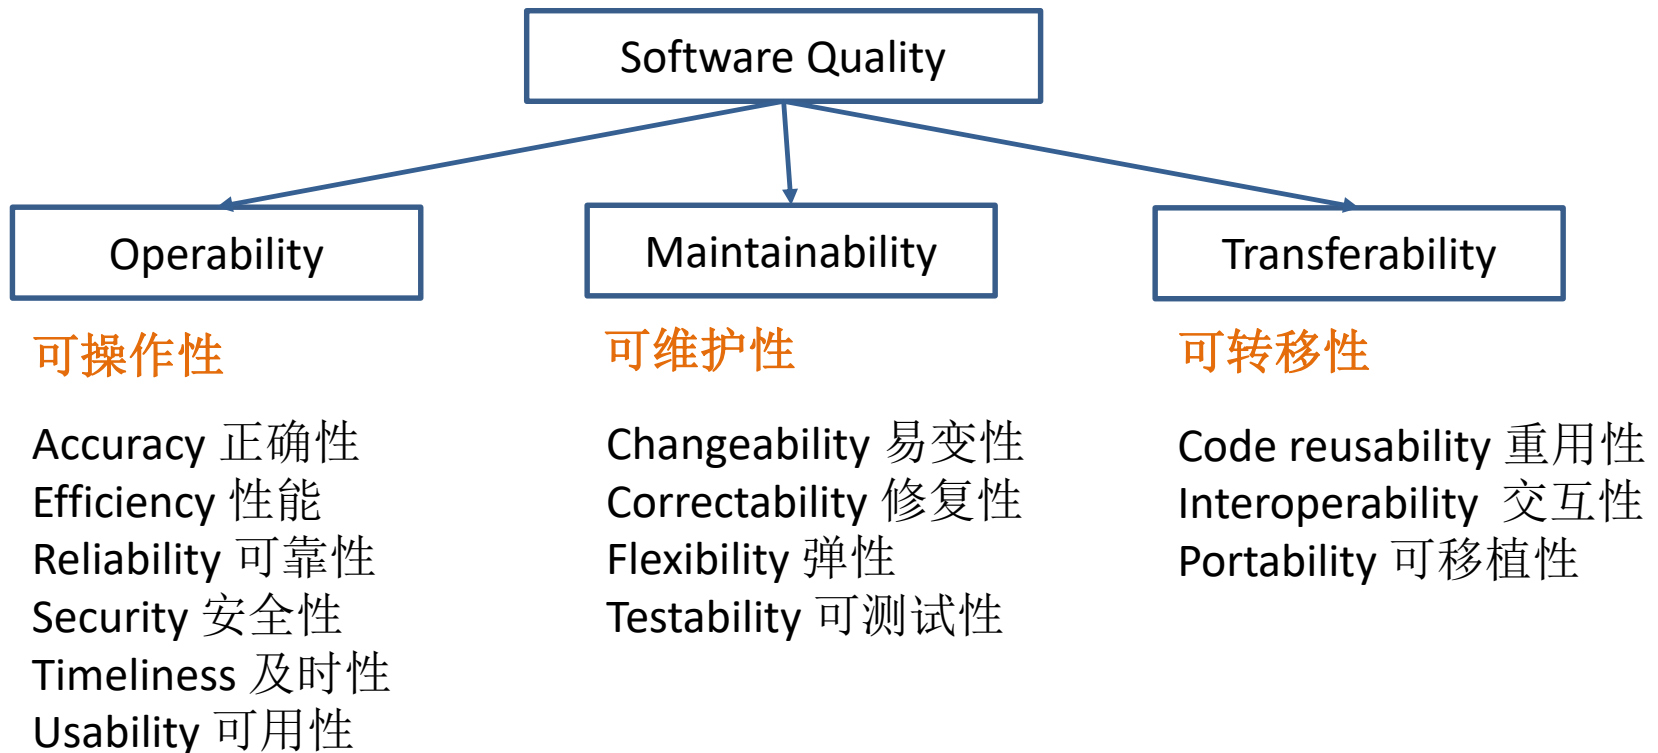 Software Quality
Operability
Maintainability
Transferability
可操作性
可维护性
可转移性
Accuracy 正确性
Efficiency 性能
Reliability 可靠性
Security 安全性
Timeliness 及时性
Usability 可用性
Changeability 易变性
Correctability 修复性
Flexibility 弹性
Testability 可测试性
Code reusability 重用性
Interoperability 交互性
Portability 可移植性